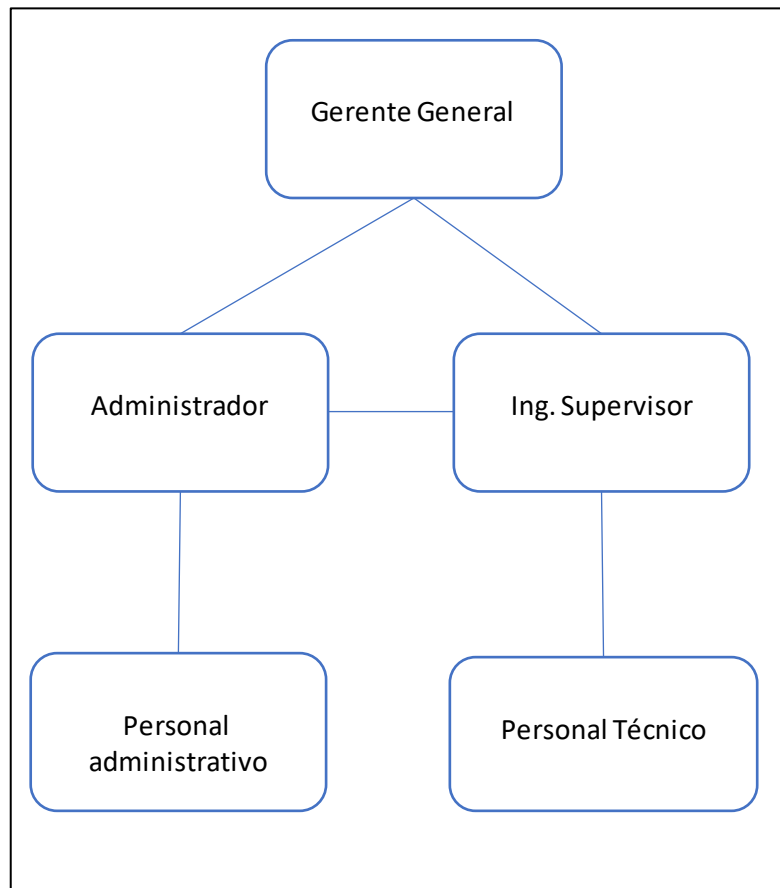 Gerente General
Administrador
Ing. Supervisor
Personal
administrativo
Personal Técnico